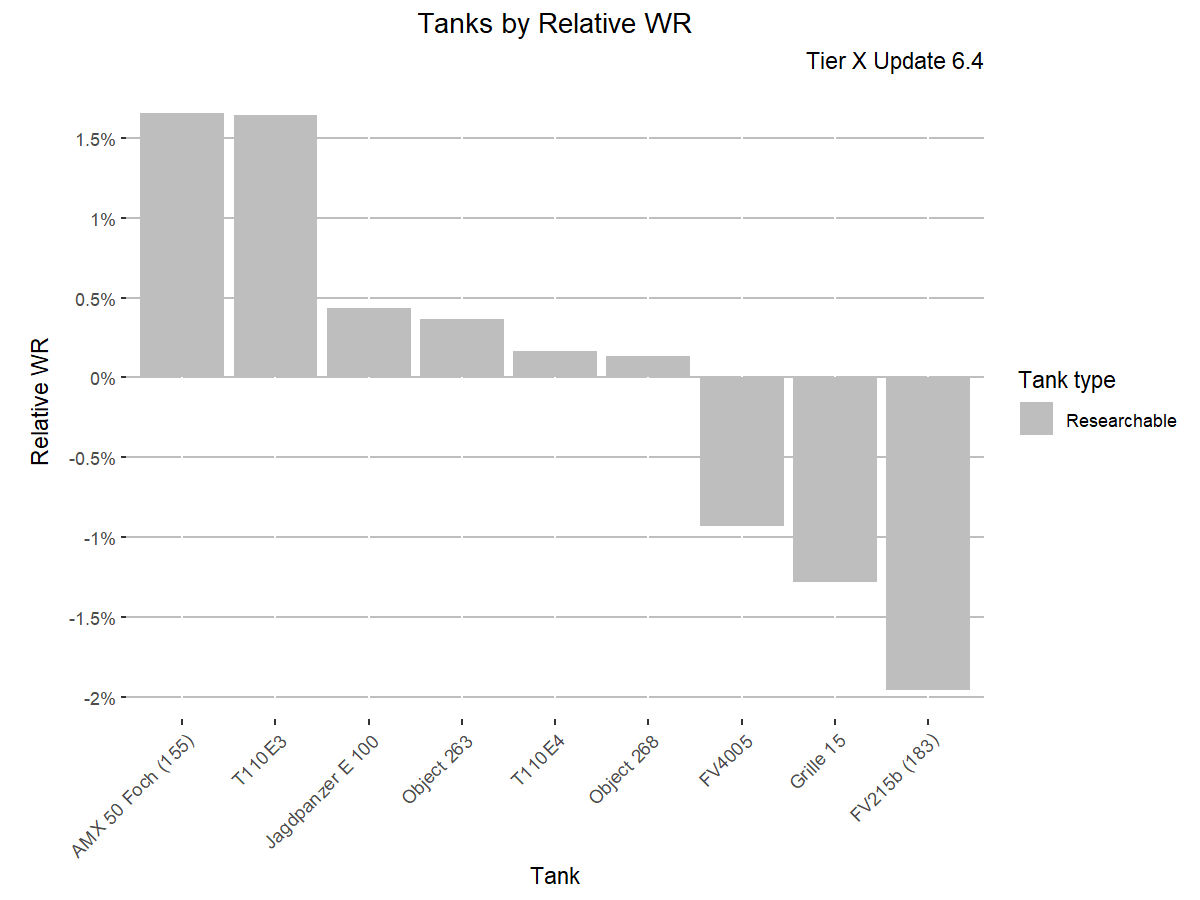 Tanks by Relative WR
Tier X Update 6.4
1.5%
1%
0.5%
0%
-0.5%
-1%
-1.5%
-2%
Relative WR
AMX 50 Foch (155)
T110E3
Jagdpanzer E 100
Object 263
T110E4
Object 268
FV4005
Grille 15
FV215b (183)
Tank
Tank type
Researchable